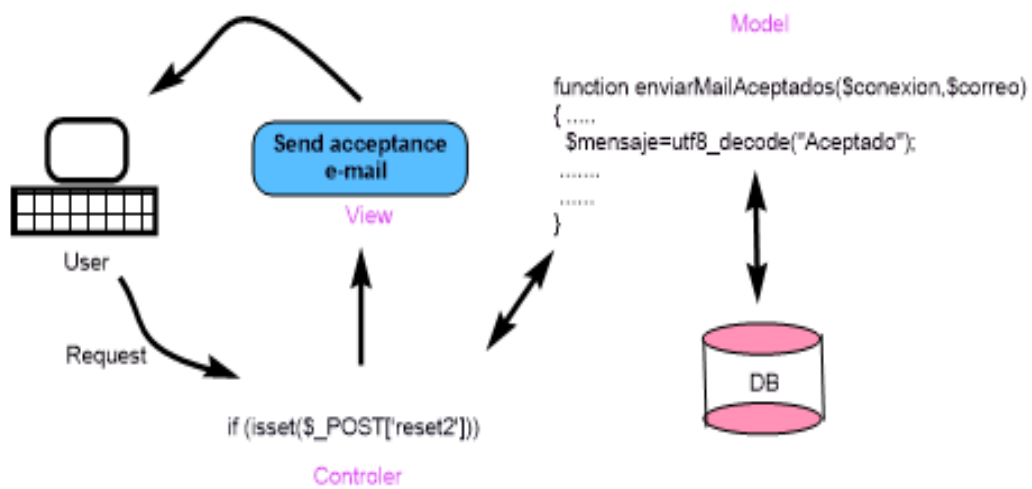 Model
function enviarMailAceptados($conexion,$correo)
{ .....
$mensaje=utf8_decode("Aceptado");
.......
......
}
Send acceptance
e-mail
View
User
Request
DB
if (isset($_POST['reset2']))
Controler